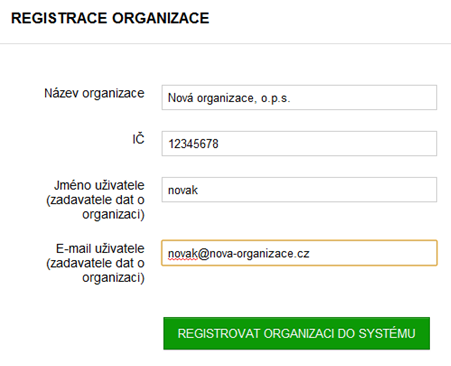 REGISTRACE ORGANIZACE
Název organizace
Nová organizace, o.p.s.
IČ
12345678
Jméno uživatele
(zadavatele dat o
organizaci)
novak
E-mail uživatele
(zadavatele dat o
organizaci)
novak@nova-organizace.cz
REGISTROVAT ORGANIZACI DO SYSTÉMU